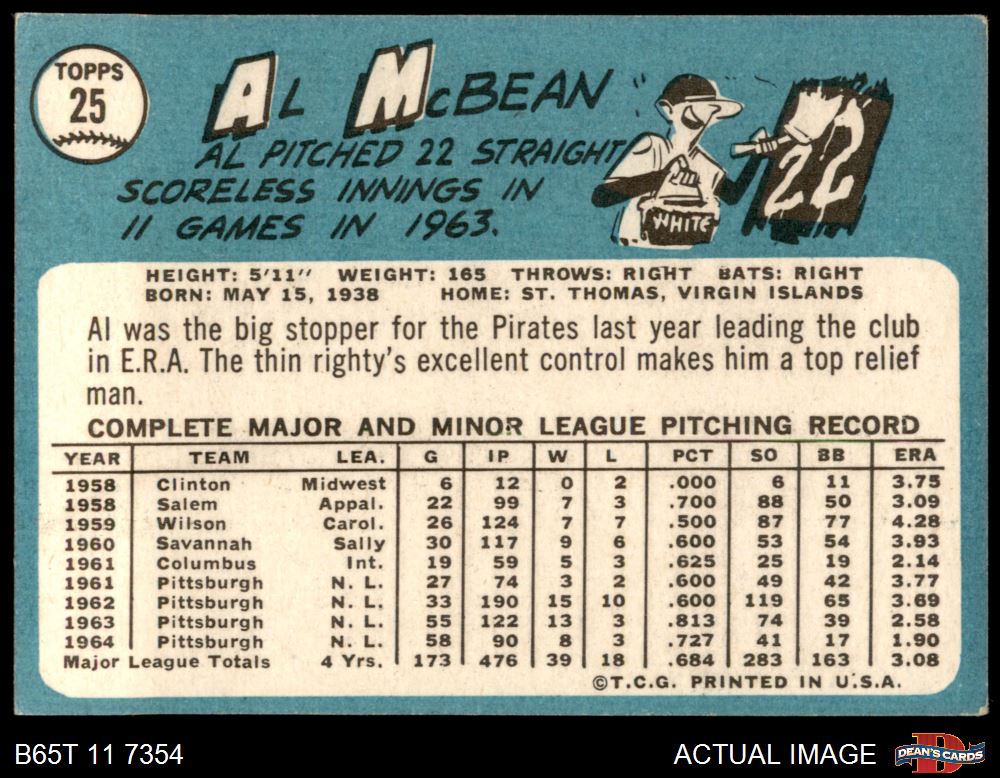 TOPPS
25
AL McBEAN
AL PITCHED 22 STRAIGHT
SCORELESS INNINGS IN
11 GAMES IN 1963.
22
WHITE
HEIGHT: 5'11" WEIGHT: 165 THROWS: RIGHT BATS: RIGHT
BORN: MAY 15, 1938 HOME: ST. THOMAS, VIRGIN ISLANDS
Al was the big stopper for the Pirates last year leading the club
in E.R.A. The thin righty's excellent control makes him a top relief
man.
COMPLETE MAJOR AND MINOR LEAGUE PITCHING RECORD
YEAR TEAM LEA. G IP W L PCT SO BB ERA
1958 Clinton Midwest 6 12 0 2 .000 6 11 3.75
1958 Salem Appal. 22 99 7 3 .700 88 50 3.09
1959 Wilson Carol. 26 124 7 7 .500 87 77 4.28
1960 Savannah Sally 30 117 9 6 .600 53 54 3.93
1961 Columbus Int. 19 59 5 3 .625 25 19 2.14
1961 Pittsburgh N. L. 27 74 3 2 .600 49 42 3.77
1962 Pittsburgh N. L. 33 190 15 10 .600 119 65 3.69
1963 Pittsburgh N. L. 55 122 13 3 .813 74 39 2.58
1964 Pittsburgh N. L. 58 90 8 3 .727 41 17 1.90
Major League Totals 4 Yrs. 173 476 39 18 .684 283 163 3.08
©T.C.G. PRINTED IN U.S.A.
B65T 11 7354
ACTUAL IMAGE
DEAN'S CARDS